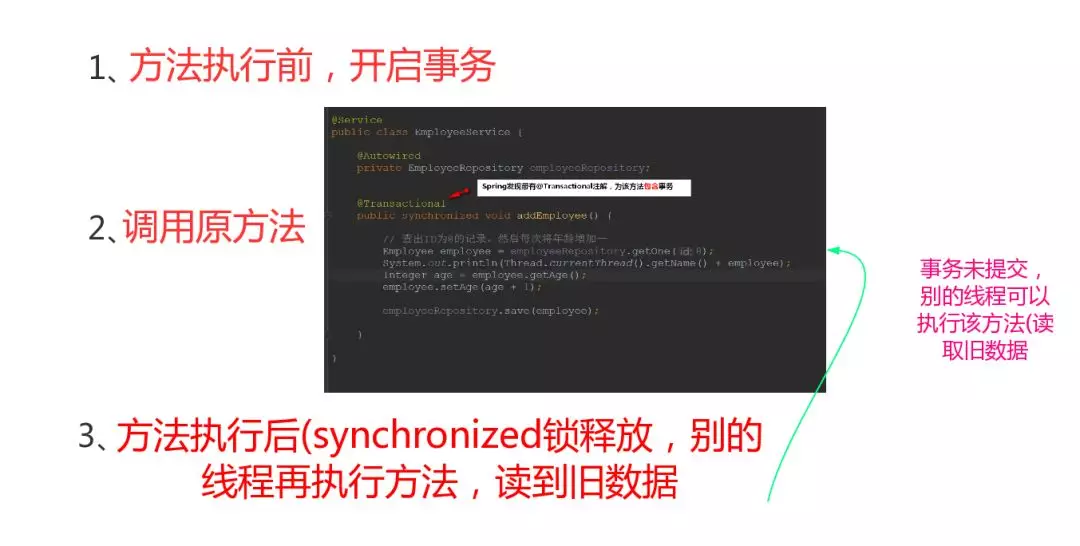 1、方法执行前，开启事务
@Service
public class EmployeeService {
@Autowired
private EmployeeRepository employeeRepository;
Spring发现带有@Transactional注解，为该方法包含事务
@Transactional
2、调用原方法
public synchronized void addEmployee() {
// 查出ID为8的记录，然后每次将年龄增加一
Employee employee = employeeRepository.getOne( id: 8);
System.out.println(Thread.currentThread().getName() + employee);
Integer age = employee.getAge();
employee.setAge(age + 1);
employeeRepository.save(employee);
}
}
事务未提交，
别的线程可以
执行该方法(读
取旧数据
3、方法执行后(synchronized锁释放，别的
线程再执行方法，读到旧数据